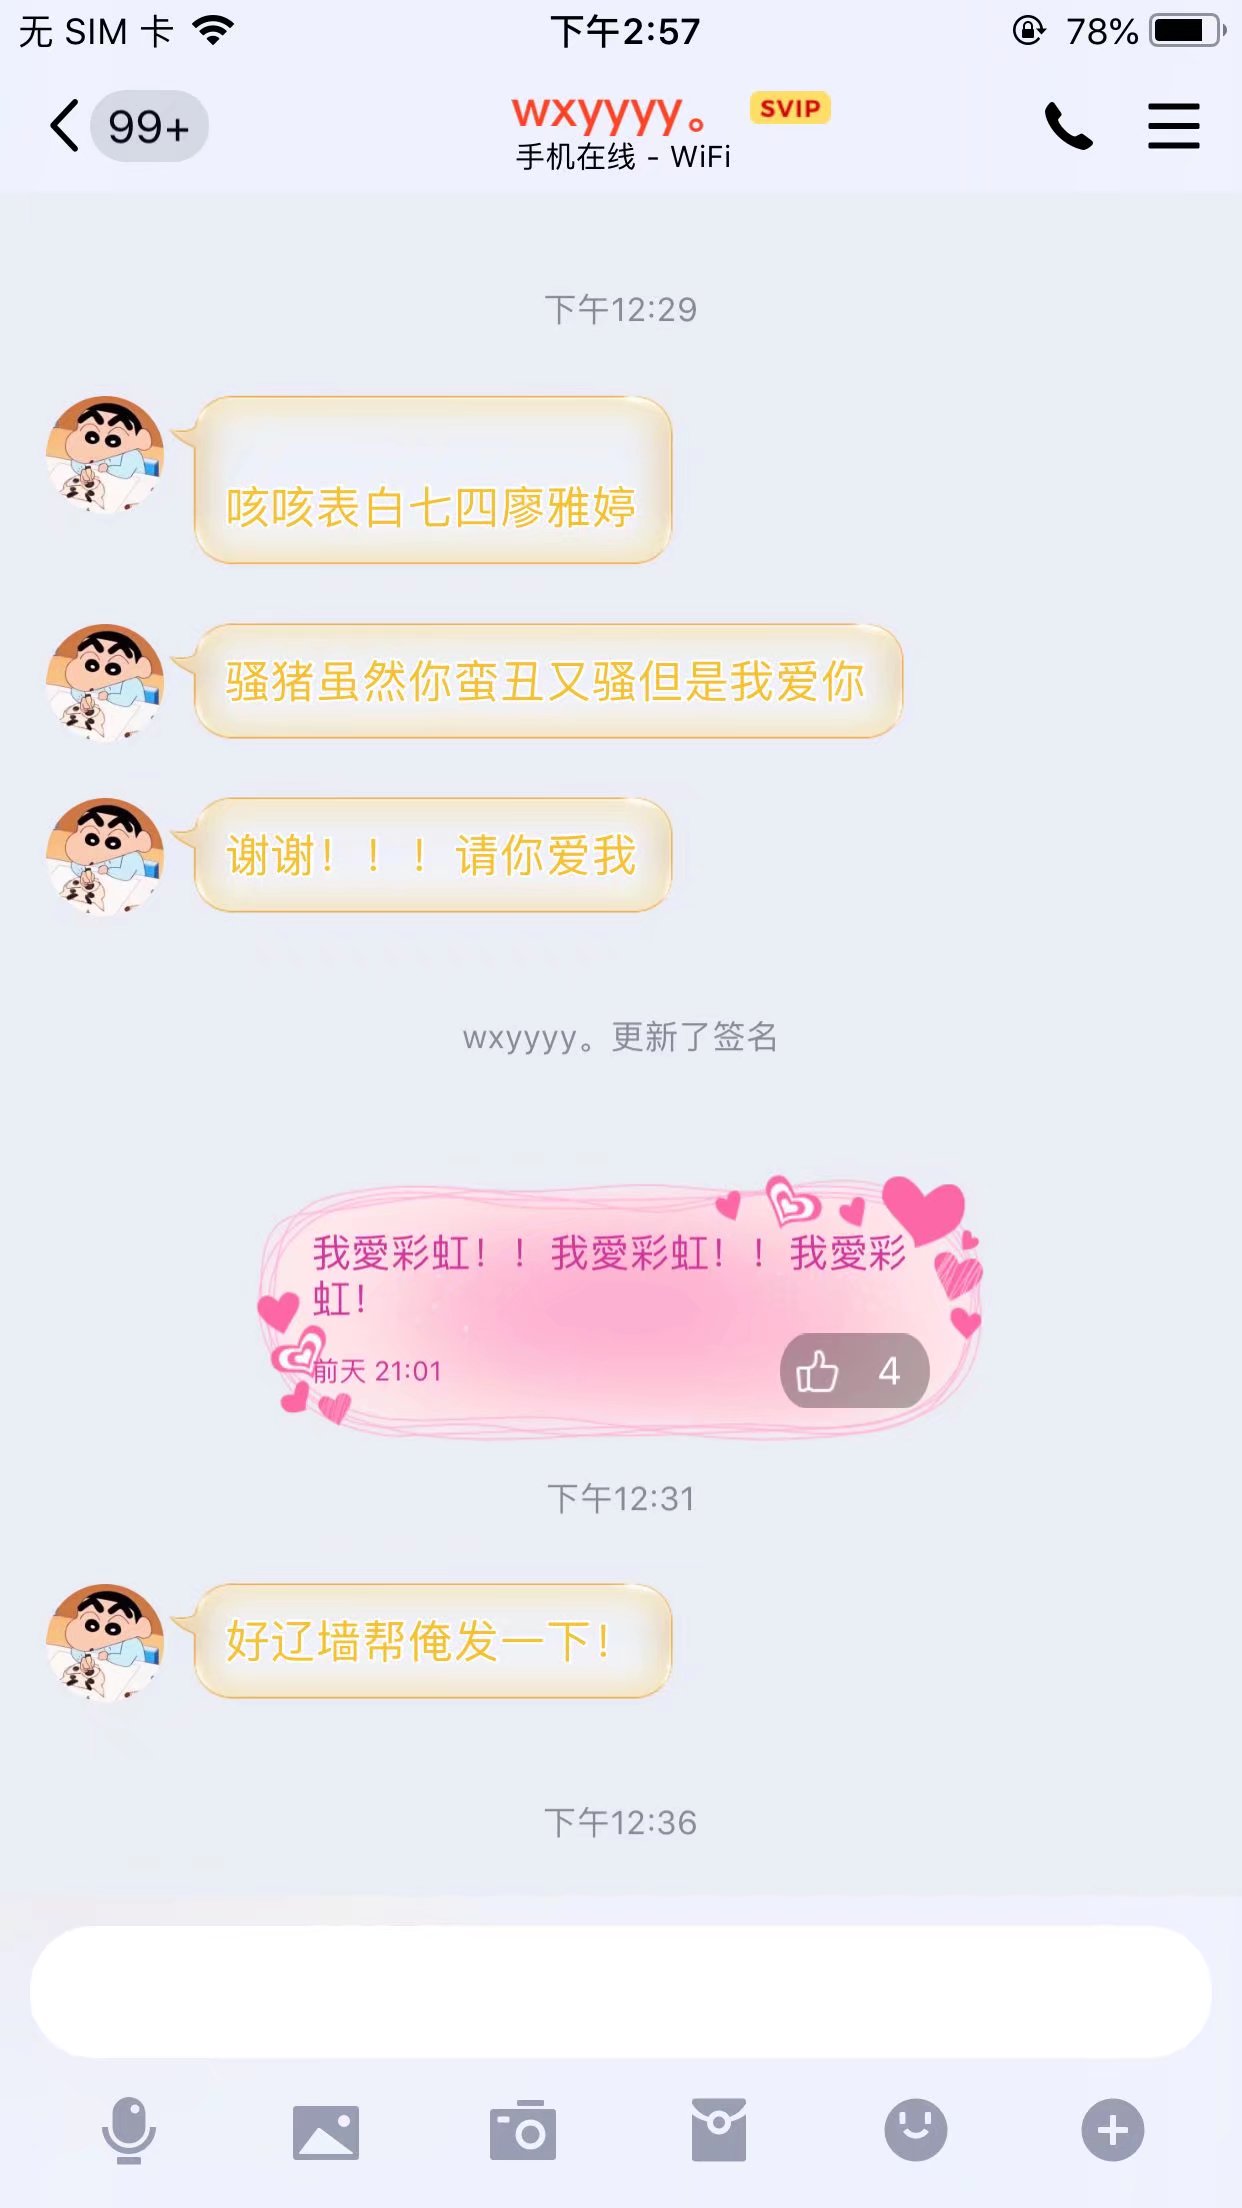 无 SIM 卡
下午2:57
78%
99+
wxyyyy。 SVIP
手机在线 - WiFi
下午12:29
咳咳表白七四廖雅婷
骚猪虽然你蛮丑又骚但是我爱你
谢谢！！！请你爱我
wxyyyy。更新了签名
我愛彩虹！！我愛彩虹！！我愛彩
虹！
前天 21:01
4
下午12:31
好辽墙帮俺发一下！
下午12:36